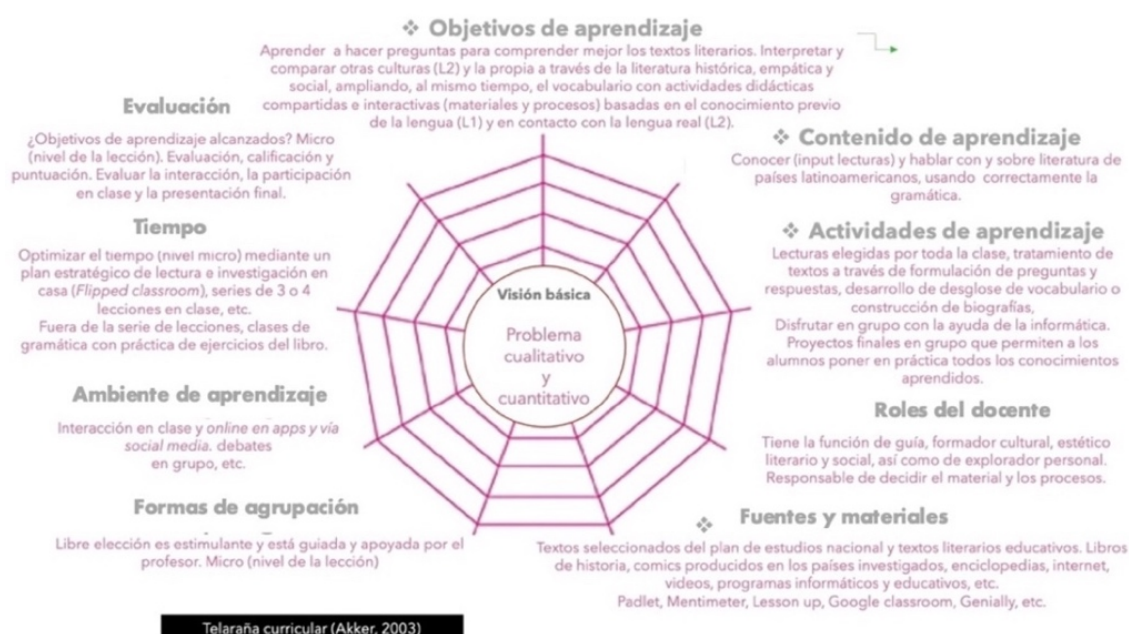 ❖ Objetivos de aprendizaje
Aprender a hacer preguntas para comprender mejor los textos literarios. Interpretar y
comparar otras culturas (L2) y la propia a través de la literatura histórica, empática y
social, ampliando, al mismo tiempo, el vocabulario con actividades didácticas
compartidas e interactivas (materiales y procesos) basadas en el conocimiento previo
de la lengua (L1) y en contacto con la lengua real (L2).
❖ Contenido de aprendizaje
Conocer (input lecturas) y hablar con y sobre literatura de
países latinoamericanos, usando correctamente la
gramática.
❖ Actividades de aprendizaje
Lecturas elegidas por toda la clase, tratamiento de
textos a través de formulación de preguntas y
respuestas, desarrollo de desglose de vocabulario o
construcción de biografías,
Disfrutar en grupo con la ayuda de la informática.
Proyectos finales en grupo que permiten a los
alumnos poner en práctica todos los conocimientos
aprendidos.
Roles del docente
Tiene la función de guía, formador cultural, estético
literario y social, así como de explorador personal.
Responsable de decidir el material y los procesos.
❖ Fuentes y materiales
Textos seleccionados del plan de estudios nacional y textos literarios educativos. Libros
de historia, comics producidos en los países investigados, enciclopedias, internet,
videos, programas informáticos y educativos, etc.
Padlet, Mentimeter, Lesson up, Google classroom, Genially, etc.
Evaluación
¿Objetivos de aprendizaje alcanzados? Micro
(nivel de la lección). Evaluación, calificación y
puntuación. Evaluar la interacción, la participación
en clase y la presentación final.
Tiempo
Optimizar el tiempo (nivel micro) mediante un
plan estratégico de lectura e investigación en
casa (Flipped classroom), series de 3 o 4
lecciones en clase, etc.
Fuera de la serie de lecciones, clases de
gramática con práctica de ejercicios del libro.
Ambiente de aprendizaje
Interacción en clase y online en apps y vía
social media. debates
en grupo, etc.
Formas de agrupación
Libre elección es estimulante y está guiada y apoyada por el
profesor. Micro (nivel de la lección)
Visión básica
Problema
cualitativo
y
cuantitativo
Telaraña curricular (Akker, 2003)